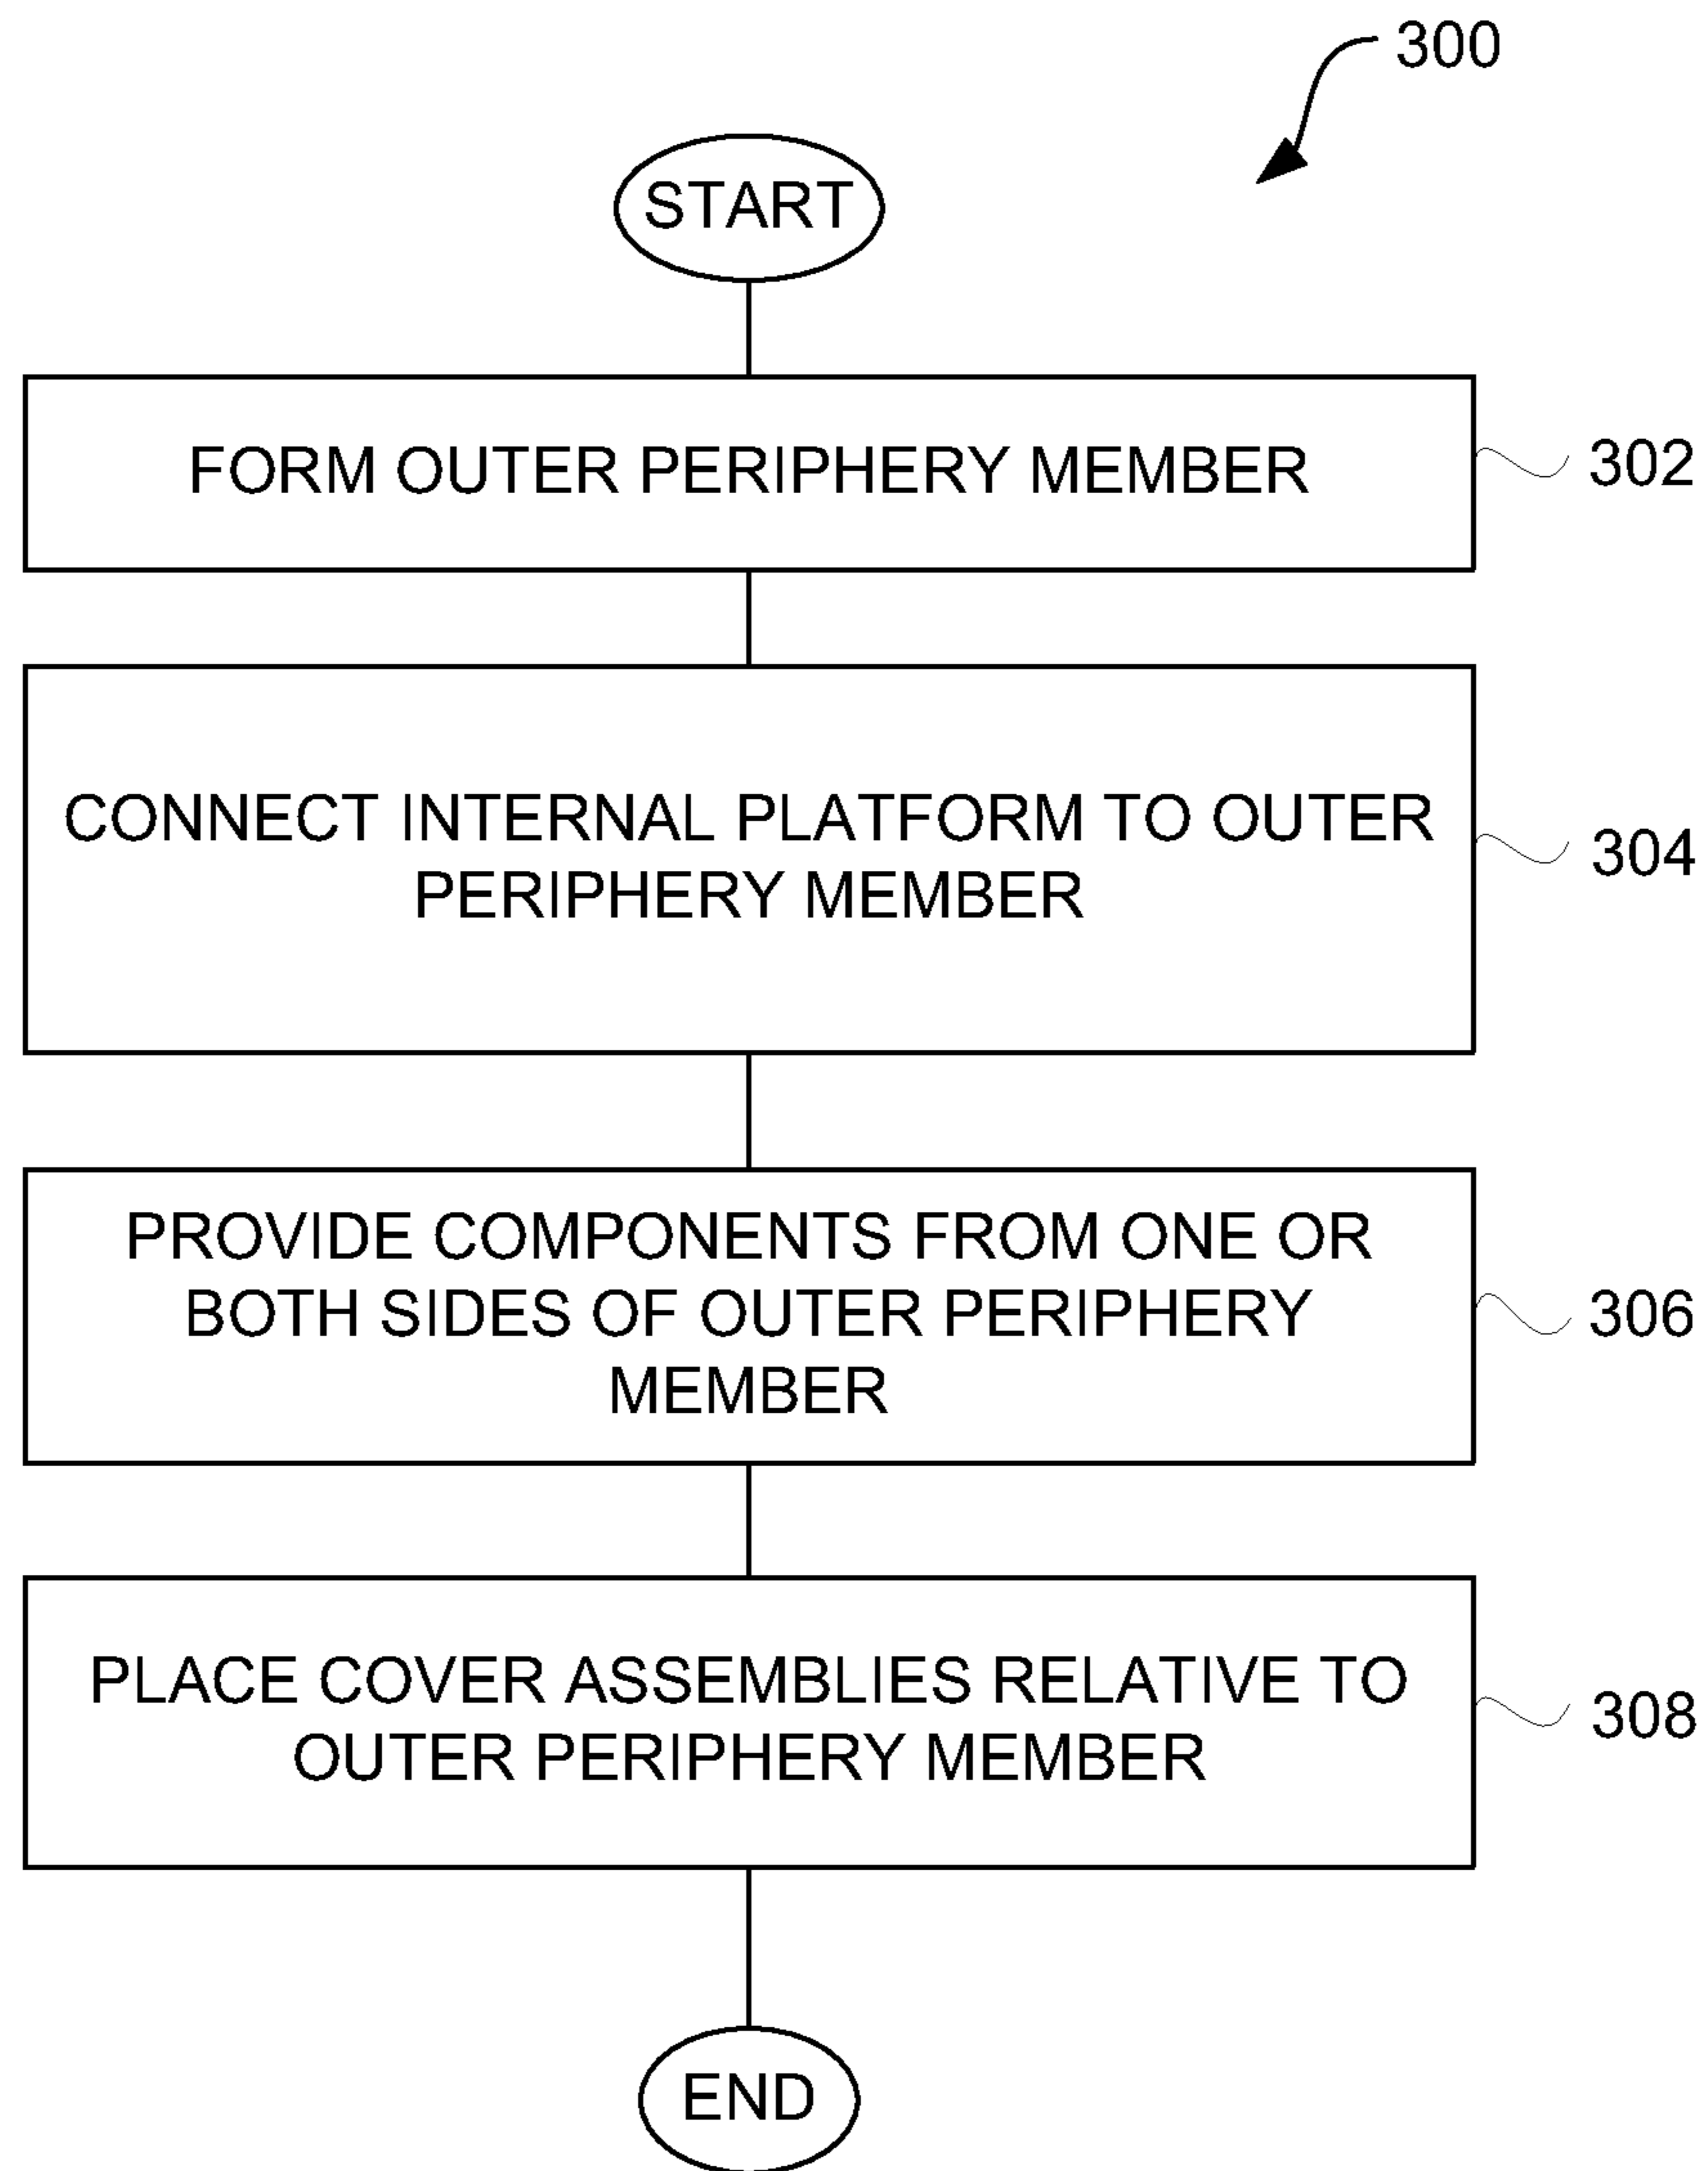 300
START
FORM OUTER PERIPHERY MEMBER
302
CONNECT INTERNAL PLATFORM TO OUTER
PERIPHERY MEMBER
304
PROVIDE COMPONENTS FROM ONE OR
BOTH SIDES OF OUTER PERIPHERY
MEMBER
306
PLACE COVER ASSEMBLIES RELATIVE TO
OUTER PERIPHERY MEMBER
308
END